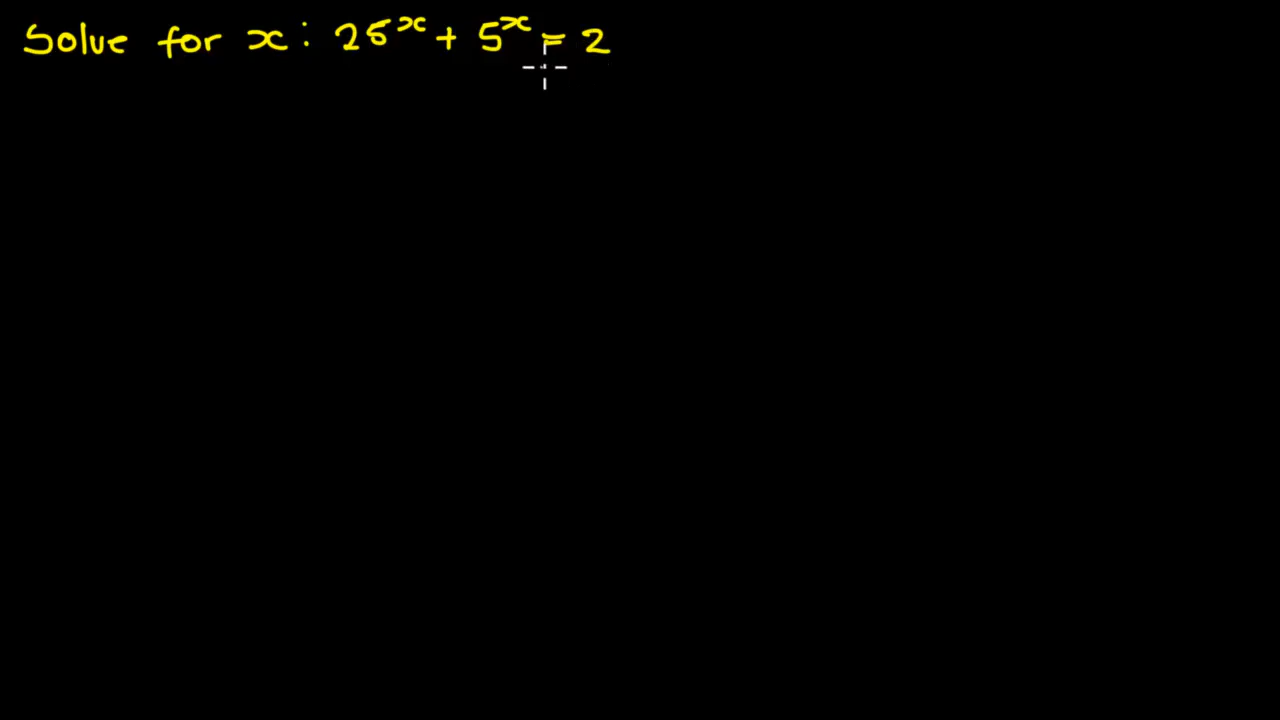 Solve for x : 25^x + 5^x = 2